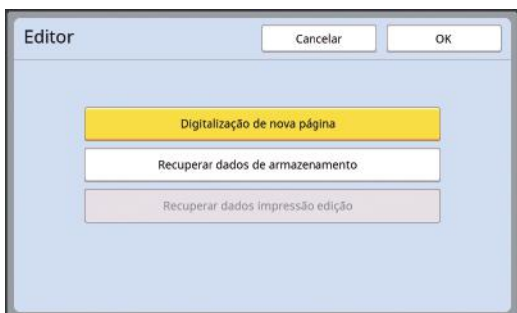 Editor Cancelar OK
Digitalização de nova página
Recuperar dados de armazenamento
Recuperar dados impressão edição